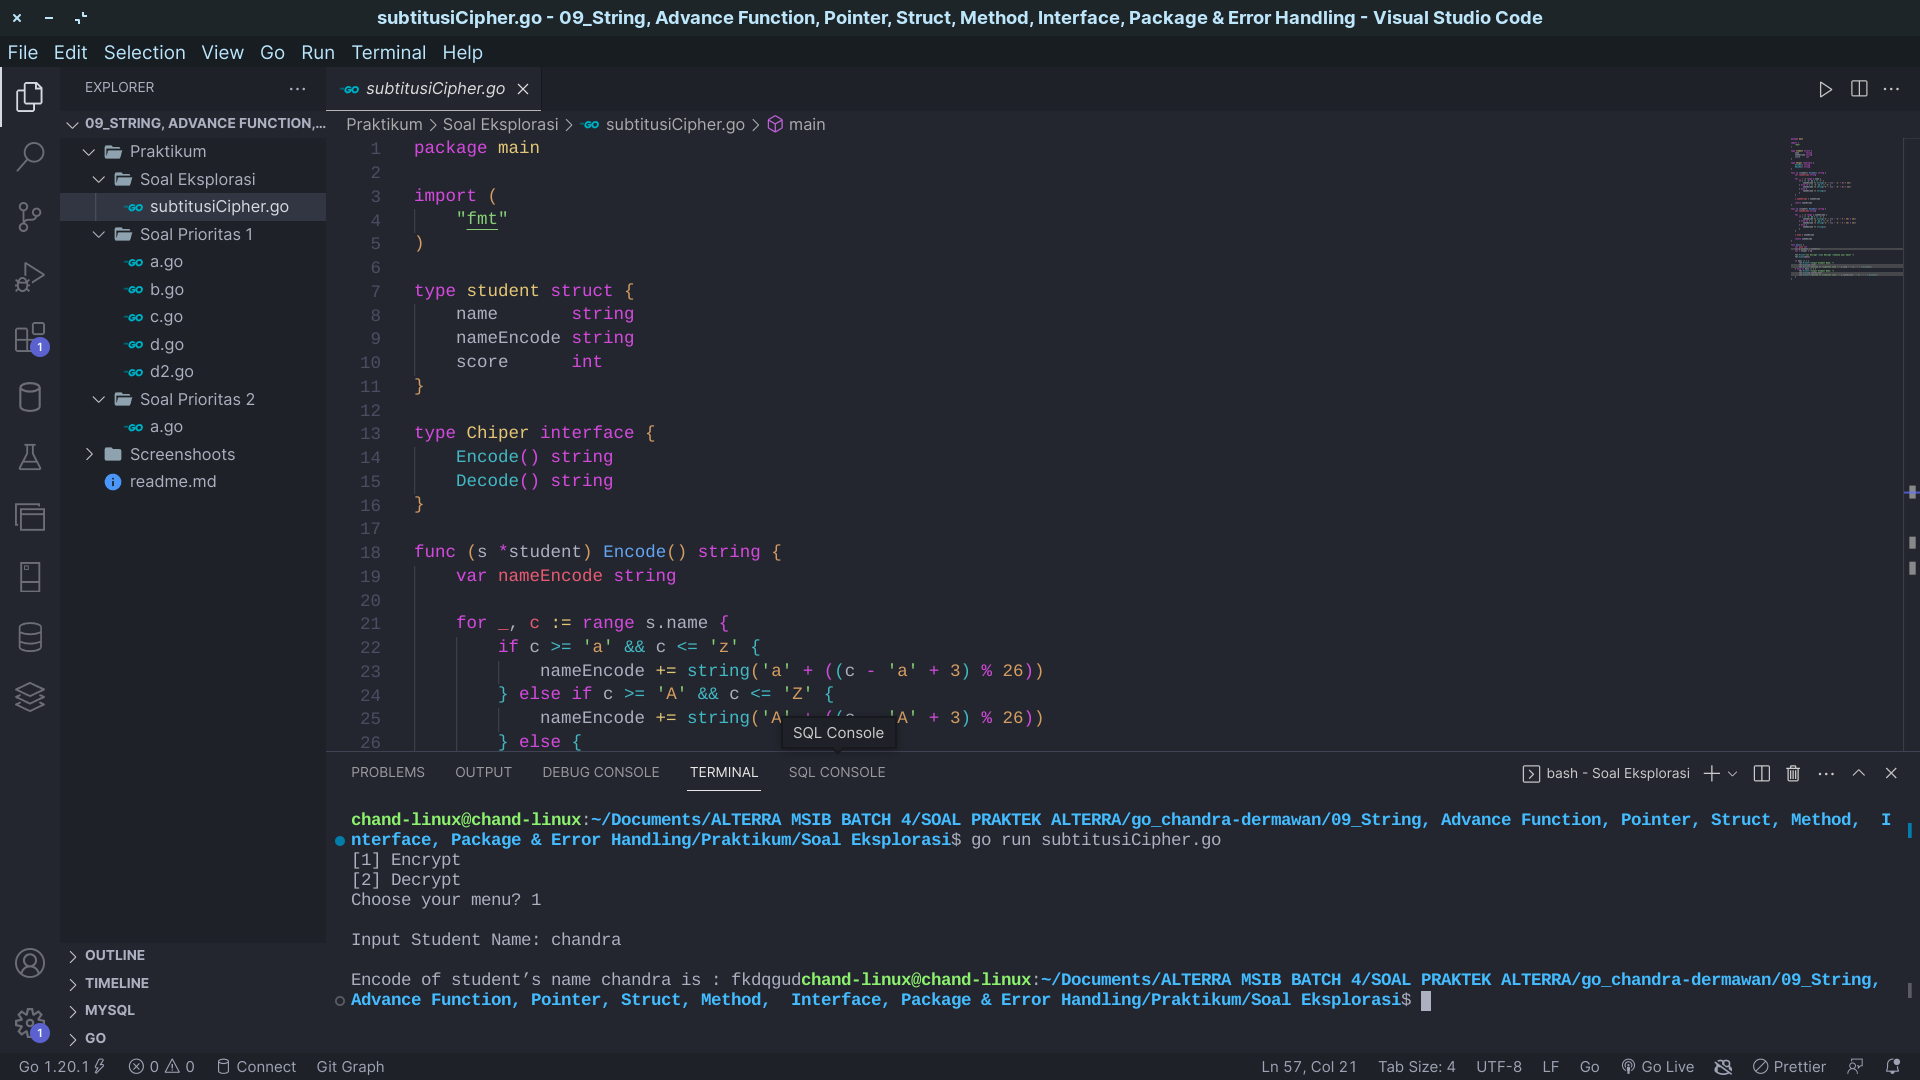 subtitusiCipher.go - 09_String, Advance Function, Pointer, Struct, Method, Interface, Package & Error Handling - Visual Studio Code
File Edit Selection View Go Run Terminal Help
EXPLORER
subtitusiCipher.go
09_STRING, ADVANCE FUNCTION,...
Praktikum
Soal Eksplorasi
subtitusiCipher.go
Soal Prioritas 1
a.go
b.go
c.go
d.go
d2.go
Soal Prioritas 2
a.go
Screenshoots
readme.md
OUTLINE
TIMELINE
MYSQL
GO
1
1
Praktikum > Soal Eksplorasi > subtitusiCipher.go > main
1 package main
2
3 import (
4 "fmt"
5 )
6
7 type student struct {
8 name string
9 nameEncode string
10 score int
11 }
12
13 type Chiper interface {
14 Encode() string
15 Decode() string
16 }
17
18 func (s *student) Encode() string {
19 var nameEncode string
20
21 for _, c := range s.name {
22 if c >= 'a' && c <= 'z' {
23 nameEncode += string('a' + ((c - 'a' + 3) % 26))
24 } else if c >= 'A' && c <= 'Z' {
25 nameEncode += string('A' + ((c - 'A' + 3) % 26))
26 } else {
SQL Console
PROBLEMS OUTPUT DEBUG CONSOLE TERMINAL SQL CONSOLE
bash - Soal Eksplorasi
chand-linux@chand-linux:~/Documents/ALTERRA MSIB BATCH 4/SOAL PRAKTEK ALTERRA/go_chandra-dermawan/09_String, Advance Function, Pointer, Struct, Method,  I
nterface, Package & Error Handling/Praktikum/Soal Eksplorasi$ go run subtitusiCipher.go
[1] Encrypt
[2] Decrypt
Choose your menu? 1
Input Student Name: chandra
Encode of student’s name chandra is : fkdqgudchand-linux@chand-linux:~/Documents/ALTERRA MSIB BATCH 4/SOAL PRAKTEK ALTERRA/go_chandra-dermawan/09_String,
Advance Function, Pointer, Struct, Method,  Interface, Package & Error Handling/Praktikum/Soal Eksplorasi$
Go 1.20.1 0 0 Connect Git Graph
Ln 57, Col 21 Tab Size: 4 UTF-8 LF Go Go Live Prettier